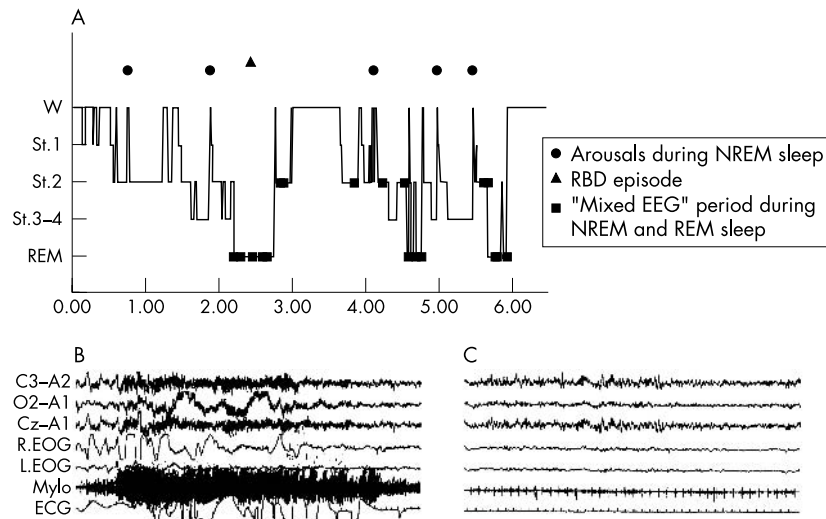 A
W
St.1
St.2
St.3–4
REM
0.00 1.00 2.00 3.00 4.00 5.00 6.00
Arousals during NREM sleep
RBD episode
"Mixed EEG" period during
NREM and REM sleep
B
C3–A2
O2–A1
Cz–A1
R.EOG
L.EOG
Mylo
ECG
C